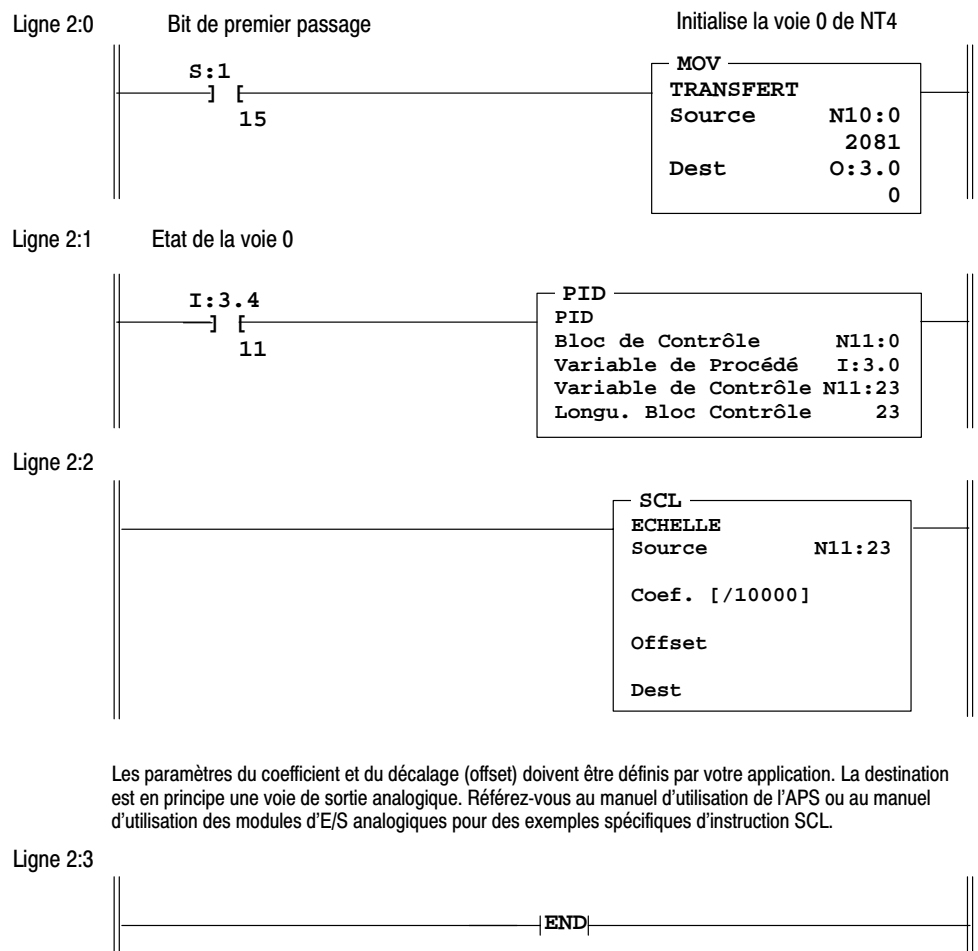 Ligne 2:0 Bit de premier passage Initialise la voie 0 de NT4
S:1
] [
15
MOV
TRANSFERT
Source N10:0
2081
Dest O:3.0
0
Ligne 2:1 Etat de la voie 0
I:3.4
] [
11
PID
PID
Bloc de Contrôle N11:0
Variable de Procédé I:3.0
Variable de Contrôle N11:23
Longu. Bloc Contrôle 23
Ligne 2:2
SCL
ECHELLE
Source N11:23
Coef. [/10000]
Offset
Dest
Les paramètres du coefficient et du décalage (offset) doivent être définis par votre application. La destination
est en principe une voie de sortie analogique. Référez-vous au manuel d'utilisation de l'APS ou au manuel
d'utilisation des modules d'E/S analogiques pour des exemples spécifiques d'instruction SCL.
Ligne 2:3
END